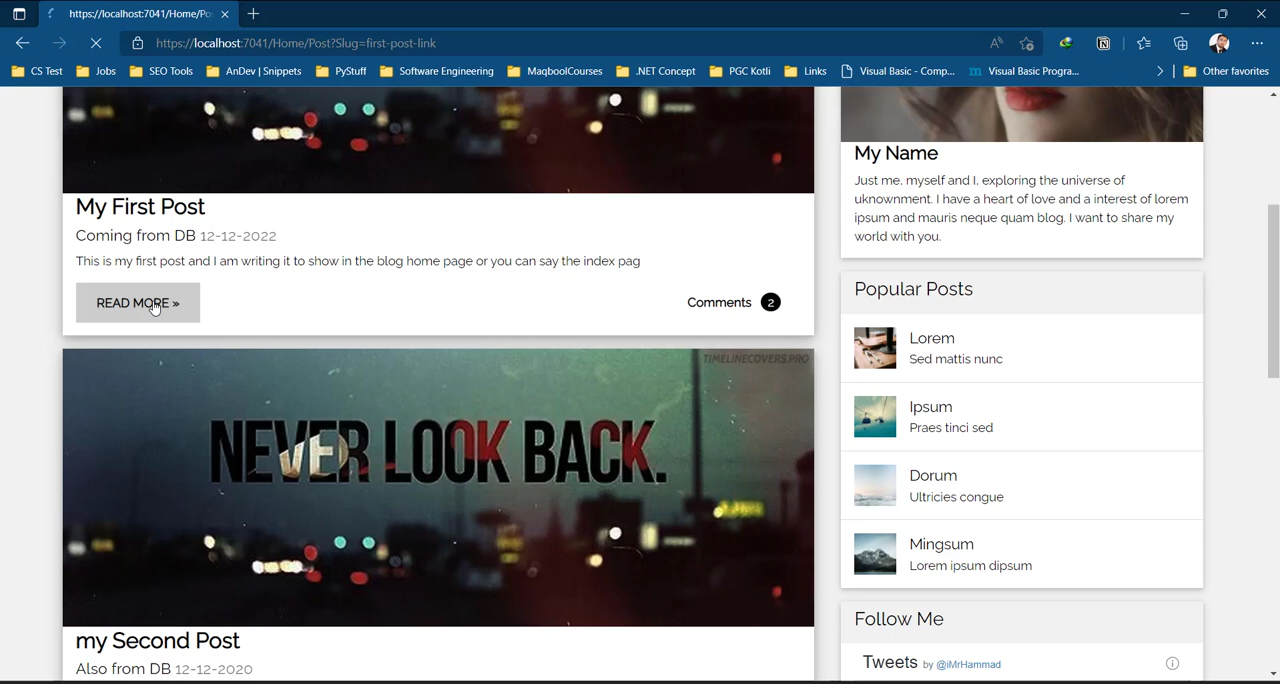 https://localhost:7041/Home/Po
https://localhost:7041/Home/Post?Slug=first-post-link
CS Test Jobs SEO Tools AnDev | Snippets PyStuff Software Engineering MaqboolCourses .NET Concept PGC Kotli Links Visual Basic - Comp... Visual Basic Progra... Other favorites
My First Post
Coming from DB 12-12-2022
This is my first post and I am writing it to show in the blog home page or you can say the index pag
READ MORE »
Comments 2
TIMELINECOVERS.PRO
NEVER LOOK BACK.
my Second Post
Also from DB 12-12-2020
My Name
Just me, myself and I, exploring the universe of
uknownment. I have a heart of love and a interest of lorem
ipsum and mauris neque quam blog. I want to share my
world with you.
Popular Posts
Lorem
Sed mattis nunc
Ipsum
Praes tinci sed
Dorum
Ultricies congue
Mingsum
Lorem ipsum dipsum
Follow Me
Tweets by @iMrHammad